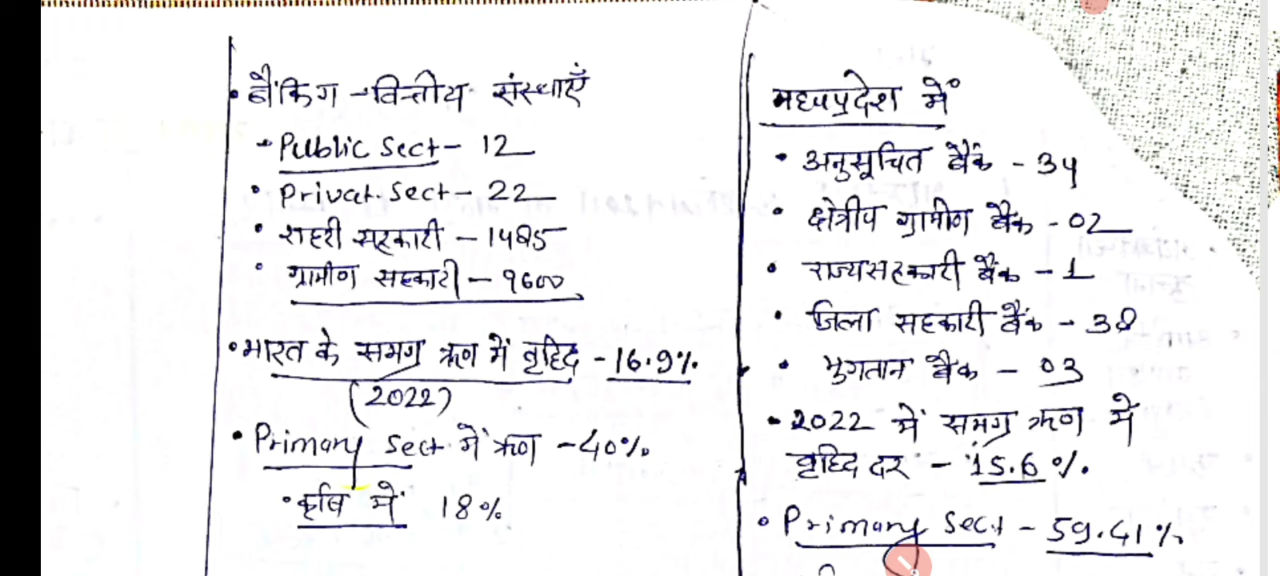 • बैंकिंग - वित्तीय संस्थाएँ
- Public Sect - 12
• Privat Sect - 22
• शहरी सहकारी - 1485
• ग्रामीण सहकारी - 9600
• भारत के समग्र ऋण में वृद्धि - 16.9%
(2022)
• Primary Sect में ऋण - 40%
• कृषि में 18%
मध्यप्रदेश में
• अनुसूचित बैंक - 34
• क्षेत्रीय ग्रामीण बैंक - 02
• राज्य सहकारी बैंक - 1
• जिला सहकारी बैंक - 38
• भुगतान बैंक - 03
• 2022 में समग्र ऋण में
वृद्धि दर - 15.6%.
• Primary Sect - 59.41%